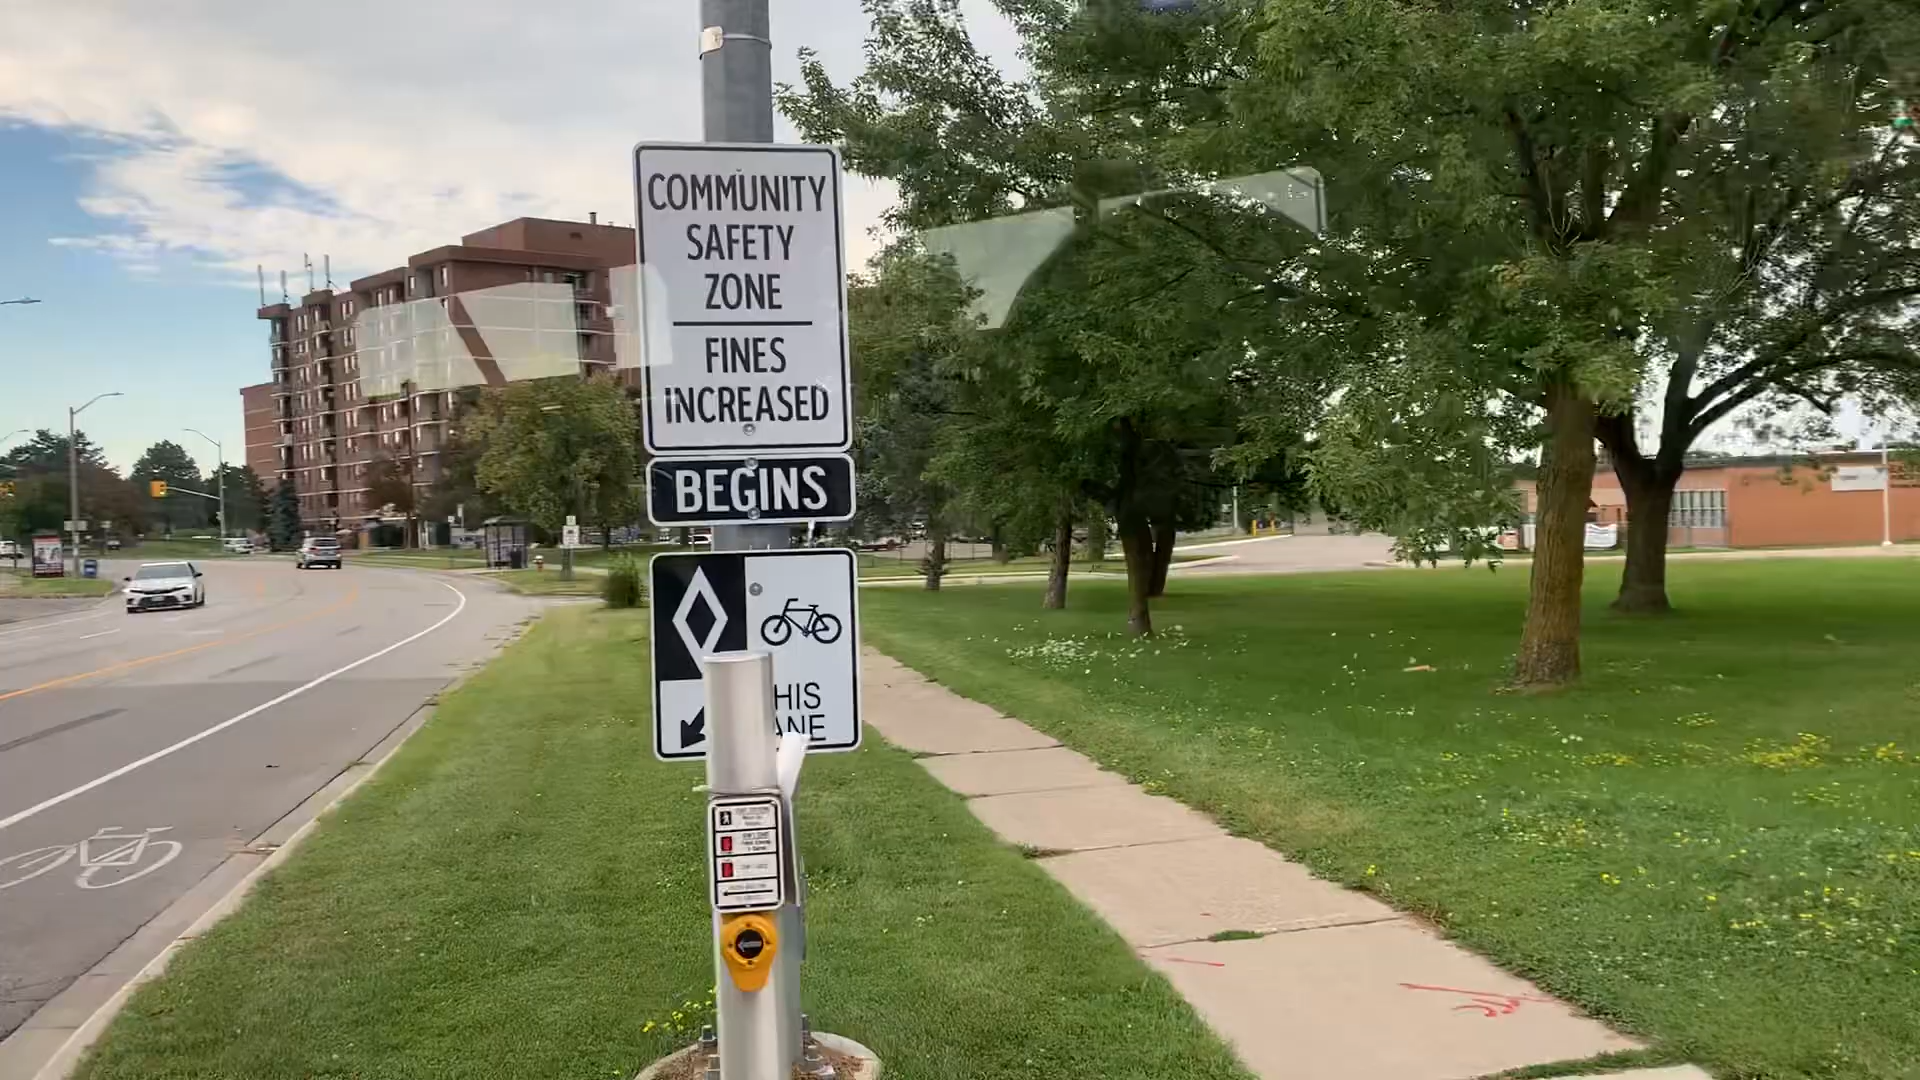 COMMUNITY
SAFETY
ZONE
FINES
INCREASED
BEGINS
HIS
ANE